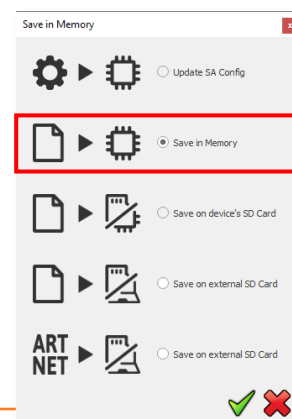 Save in Memory
x
Update SA Config
Save in Memory
Save on device's SD Card
Save on external SD Card
ART
NET
Save on external SD Card